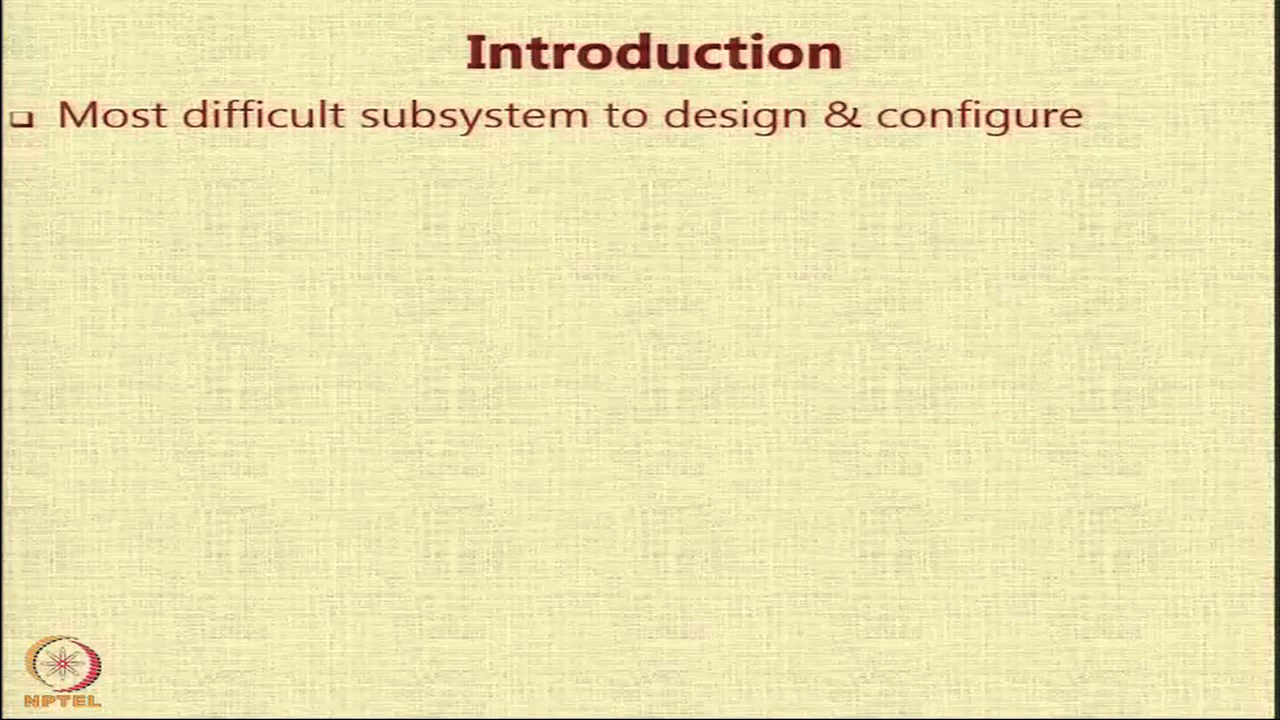 Introduction
❑ Most difficult subsystem to design & configure
NPTEL